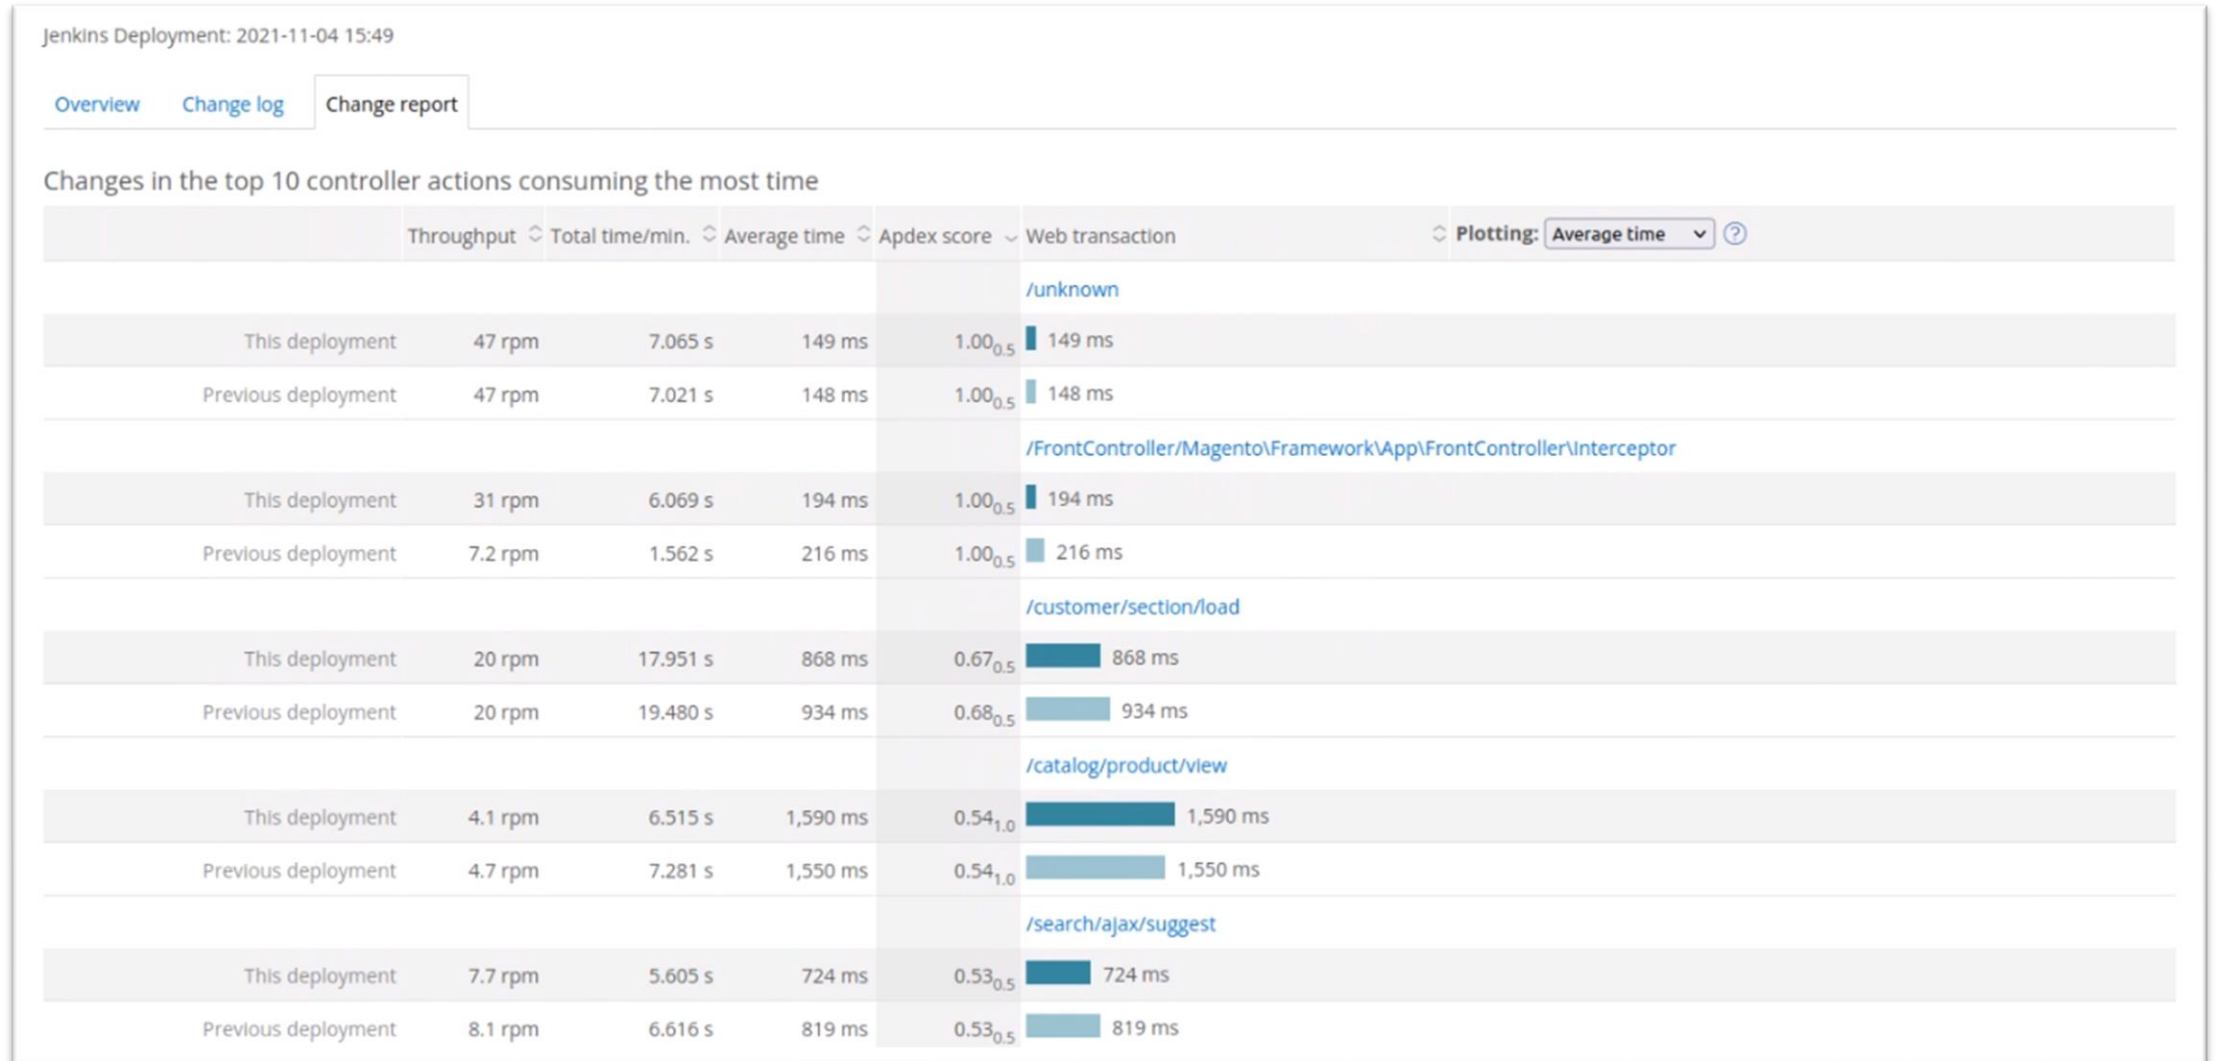 Jenkins Deployment: 2021-11-04 15:49
Overview Change log Change report
Changes in the top 10 controller actions consuming the most time
Throughput Total time/min. Average time Apdex score Web transaction Plotting: Average time ?
/unknown
This deployment 47 rpm 7.065 s 149 ms 1.00 0.5 149 ms
Previous deployment 47 rpm 7.021 s 148 ms 1.00 0.5 148 ms
/FrontController/Magento\Framework\App\FrontController\Interceptor
This deployment 31 rpm 6.069 s 194 ms 1.00 0.5 194 ms
Previous deployment 7.2 rpm 1.562 s 216 ms 1.00 0.5 216 ms
/customer/section/load
This deployment 20 rpm 17.951 s 868 ms 0.67 0.5 868 ms
Previous deployment 20 rpm 19.480 s 934 ms 0.68 0.5 934 ms
/catalog/product/view
This deployment 4.1 rpm 6.515 s 1,590 ms 0.54 1.0 1,590 ms
Previous deployment 4.7 rpm 7.281 s 1,550 ms 0.54 1.0 1,550 ms
/search/ajax/suggest
This deployment 7.7 rpm 5.605 s 724 ms 0.53 0.5 724 ms
Previous deployment 8.1 rpm 6.616 s 819 ms 0.53 0.5 819 ms